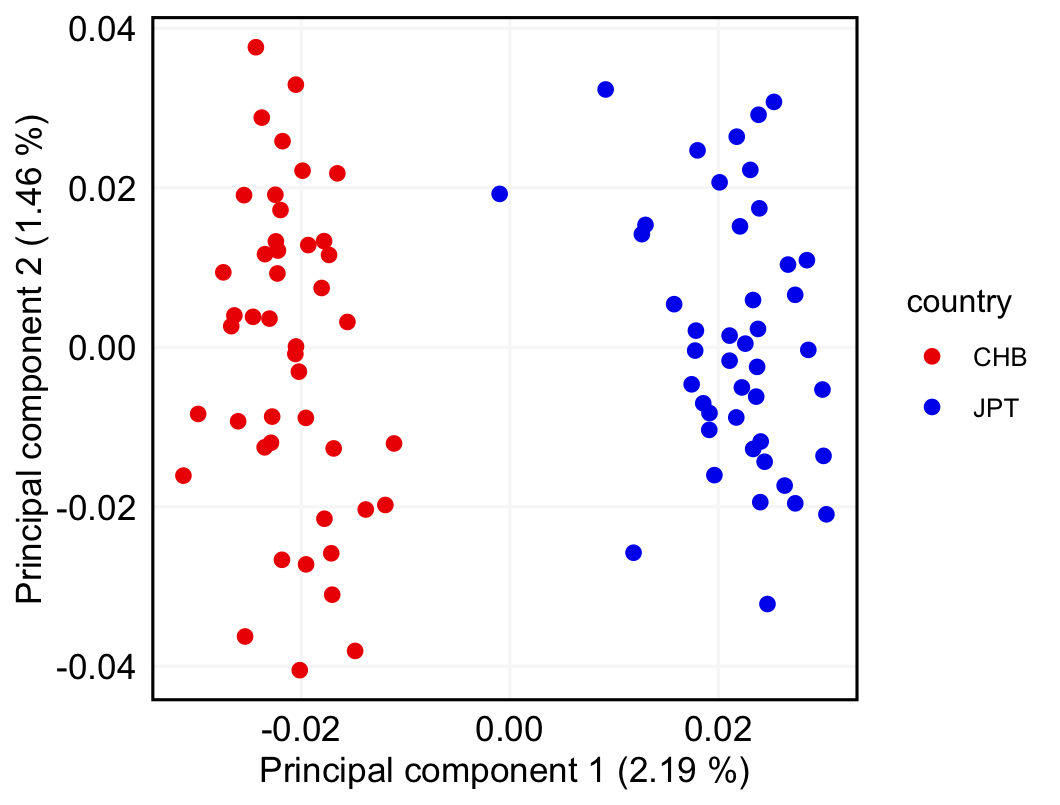 0.04
0.02
0.00
-0.02
-0.04
Principal component 2 (1.46 %)
-0.02 0.00 0.02
Principal component 1 (2.19 %)
country
CHB
JPT